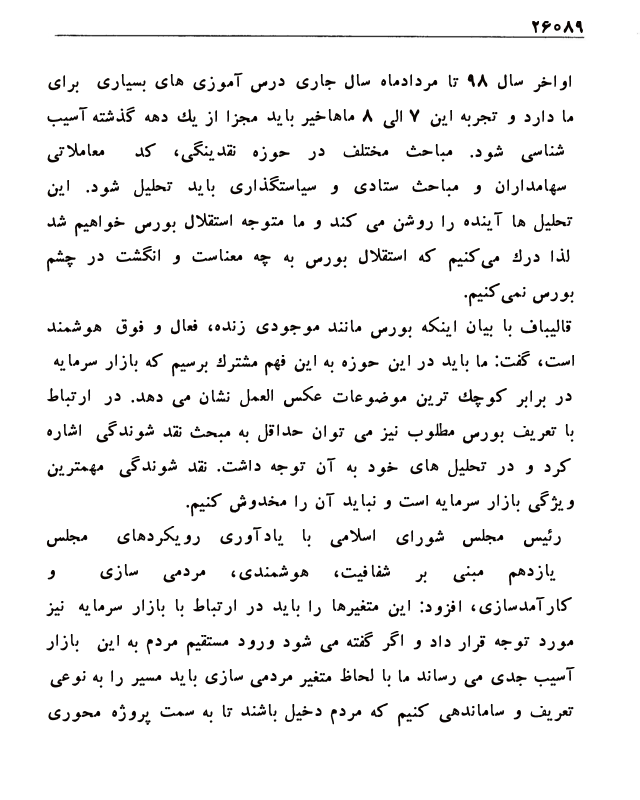 ۲۶۰۸۹
اواخر سال ۹۸ تا مردادماه سال جاری درس آموزی های بسیاری برای
ما دارد و تجربه این ۷ الی ۸ ماهاخیر باید مجزا از یك دهه گذشته آسیب
شناسی شود. مباحث مختلف در حوزه نقدینگی، کد معاملاتی
سهامداران و مباحث ستادی و سیاستگذاری باید تحلیل شود. این
تحلیل ها آینده را روشن می کند و ما متوجه استقلال بورس خواهیم شد
لذا درك می‌کنیم که استقلال بورس به چه معناست و انگشت در چشم
بورس نمی‌کنیم.
قالیباف با بیان اینکه بورس مانند موجودی زنده، فعال و فوق هوشمند
است، گفت: ما باید در این حوزه به این فهم مشترك برسیم که بازار سرمایه
در برابر کوچك ترین موضوعات عکس العمل نشان می دهد. در ارتباط
با تعریف بورس مطلوب نیز می توان حداقل به مبحث نقد شوندگی اشاره
کرد و در تحلیل های خود به آن توجه داشت. نقد شوندگی مهمترین
ویژگی بازار سرمایه است و نباید آن را مخدوش کنیم.
رئیس مجلس شورای اسلامی با یادآوری رویکردهای مجلس
یازدهم مبنی بر شفافیت، هوشمندی، مردمی سازی و
کارآمدسازی، افزود: این متغیرها را باید در ارتباط با بازار سرمایه نیز
مورد توجه قرار داد و اگر گفته می شود ورود مستقیم مردم به این بازار
آسیب جدی می رساند ما با لحاظ متغیر مردمی سازی باید مسیر را به نوعی
تعریف و ساماندهی کنیم که مردم دخیل باشند تا به سمت پروژه محوری